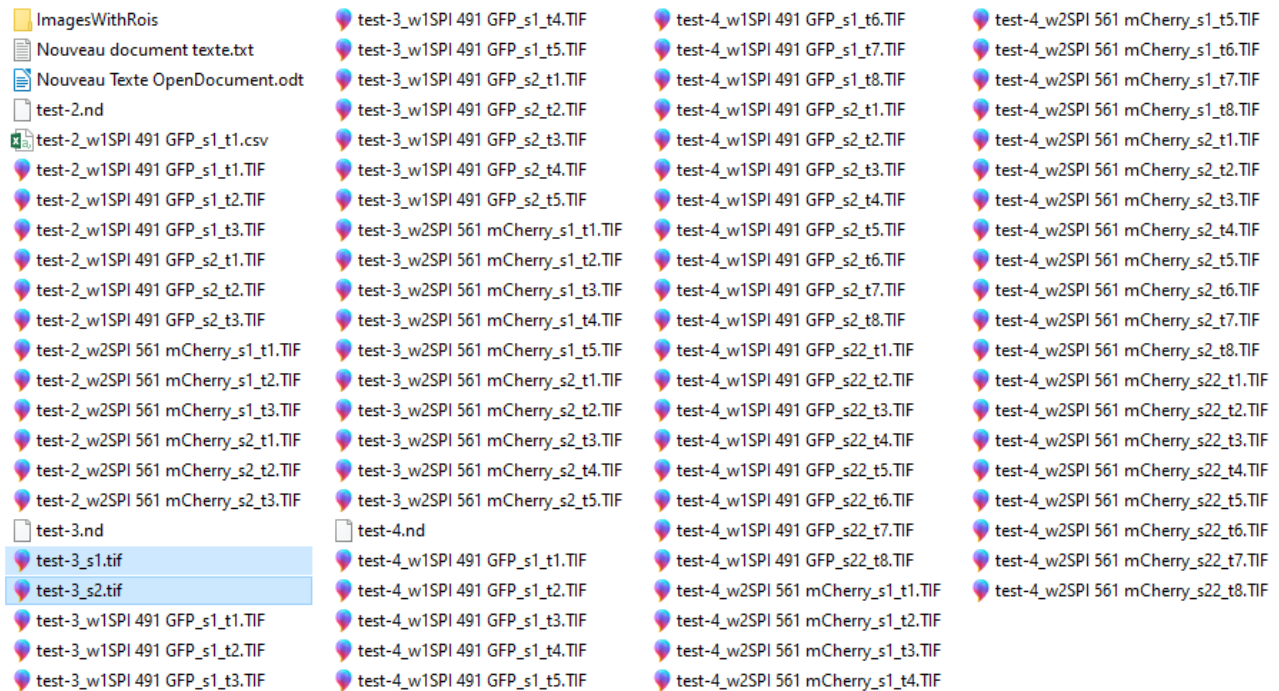 ImagesWithRois
Nouveau document texte.txt
Nouveau Texte OpenDocument.odt
test-2.nd
test-2_w1SPI 491 GFP_s1_t1.csv
test-2_w1SPI 491 GFP_s1_t1.TIF
test-2_w1SPI 491 GFP_s1_t2.TIF
test-2_w1SPI 491 GFP_s1_t3.TIF
test-2_w1SPI 491 GFP_s2_t1.TIF
test-2_w1SPI 491 GFP_s2_t2.TIF
test-2_w1SPI 491 GFP_s2_t3.TIF
test-2_w2SPI 561 mCherry_s1_t1.TIF
test-2_w2SPI 561 mCherry_s1_t2.TIF
test-2_w2SPI 561 mCherry_s1_t3.TIF
test-2_w2SPI 561 mCherry_s2_t1.TIF
test-2_w2SPI 561 mCherry_s2_t2.TIF
test-2_w2SPI 561 mCherry_s2_t3.TIF
test-3.nd
test-3_s1.tif
test-3_s2.tif
test-3_w1SPI 491 GFP_s1_t1.TIF
test-3_w1SPI 491 GFP_s1_t2.TIF
test-3_w1SPI 491 GFP_s1_t3.TIF
test-3_w1SPI 491 GFP_s1_t4.TIF
test-3_w1SPI 491 GFP_s1_t5.TIF
test-3_w1SPI 491 GFP_s2_t1.TIF
test-3_w1SPI 491 GFP_s2_t2.TIF
test-3_w1SPI 491 GFP_s2_t3.TIF
test-3_w1SPI 491 GFP_s2_t4.TIF
test-3_w1SPI 491 GFP_s2_t5.TIF
test-3_w2SPI 561 mCherry_s1_t1.TIF
test-3_w2SPI 561 mCherry_s1_t2.TIF
test-3_w2SPI 561 mCherry_s1_t3.TIF
test-3_w2SPI 561 mCherry_s1_t4.TIF
test-3_w2SPI 561 mCherry_s1_t5.TIF
test-3_w2SPI 561 mCherry_s2_t1.TIF
test-3_w2SPI 561 mCherry_s2_t2.TIF
test-3_w2SPI 561 mCherry_s2_t3.TIF
test-3_w2SPI 561 mCherry_s2_t4.TIF
test-3_w2SPI 561 mCherry_s2_t5.TIF
test-4.nd
test-4_w1SPI 491 GFP_s1_t1.TIF
test-4_w1SPI 491 GFP_s1_t2.TIF
test-4_w1SPI 491 GFP_s1_t3.TIF
test-4_w1SPI 491 GFP_s1_t4.TIF
test-4_w1SPI 491 GFP_s1_t5.TIF
test-4_w1SPI 491 GFP_s1_t6.TIF
test-4_w1SPI 491 GFP_s1_t7.TIF
test-4_w1SPI 491 GFP_s1_t8.TIF
test-4_w1SPI 491 GFP_s2_t1.TIF
test-4_w1SPI 491 GFP_s2_t2.TIF
test-4_w1SPI 491 GFP_s2_t3.TIF
test-4_w1SPI 491 GFP_s2_t4.TIF
test-4_w1SPI 491 GFP_s2_t5.TIF
test-4_w1SPI 491 GFP_s2_t6.TIF
test-4_w1SPI 491 GFP_s2_t7.TIF
test-4_w1SPI 491 GFP_s2_t8.TIF
test-4_w1SPI 491 GFP_s22_t1.TIF
test-4_w1SPI 491 GFP_s22_t2.TIF
test-4_w1SPI 491 GFP_s22_t3.TIF
test-4_w1SPI 491 GFP_s22_t4.TIF
test-4_w1SPI 491 GFP_s22_t5.TIF
test-4_w1SPI 491 GFP_s22_t6.TIF
test-4_w1SPI 491 GFP_s22_t7.TIF
test-4_w1SPI 491 GFP_s22_t8.TIF
test-4_w2SPI 561 mCherry_s1_t1.TIF
test-4_w2SPI 561 mCherry_s1_t2.TIF
test-4_w2SPI 561 mCherry_s1_t3.TIF
test-4_w2SPI 561 mCherry_s1_t4.TIF
test-4_w2SPI 561 mCherry_s1_t5.TIF
test-4_w2SPI 561 mCherry_s1_t6.TIF
test-4_w2SPI 561 mCherry_s1_t7.TIF
test-4_w2SPI 561 mCherry_s1_t8.TIF
test-4_w2SPI 561 mCherry_s2_t1.TIF
test-4_w2SPI 561 mCherry_s2_t2.TIF
test-4_w2SPI 561 mCherry_s2_t3.TIF
test-4_w2SPI 561 mCherry_s2_t4.TIF
test-4_w2SPI 561 mCherry_s2_t5.TIF
test-4_w2SPI 561 mCherry_s2_t6.TIF
test-4_w2SPI 561 mCherry_s2_t7.TIF
test-4_w2SPI 561 mCherry_s2_t8.TIF
test-4_w2SPI 561 mCherry_s22_t1.TIF
test-4_w2SPI 561 mCherry_s22_t2.TIF
test-4_w2SPI 561 mCherry_s22_t3.TIF
test-4_w2SPI 561 mCherry_s22_t4.TIF
test-4_w2SPI 561 mCherry_s22_t5.TIF
test-4_w2SPI 561 mCherry_s22_t6.TIF
test-4_w2SPI 561 mCherry_s22_t7.TIF
test-4_w2SPI 561 mCherry_s22_t8.TIF